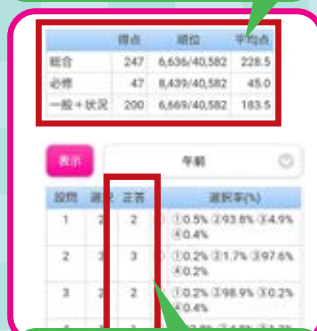 得点 順位 平均点
総合 247 6,636/40,582 228.5
必修 47 8,439/40,582 45.0
一般+状況 200 6,669/40,582 183.5
表示 午前
設問 選択 正答 選択率(%)
1 2 2 ①0.5% ②93.8% ③4.9%
④0.4%
2 3 3 ①0.2% ②1.7% ③97.6%
④0.2%
3 2 2 ①0.2% ②98.9% ③0.2%
④0.4%